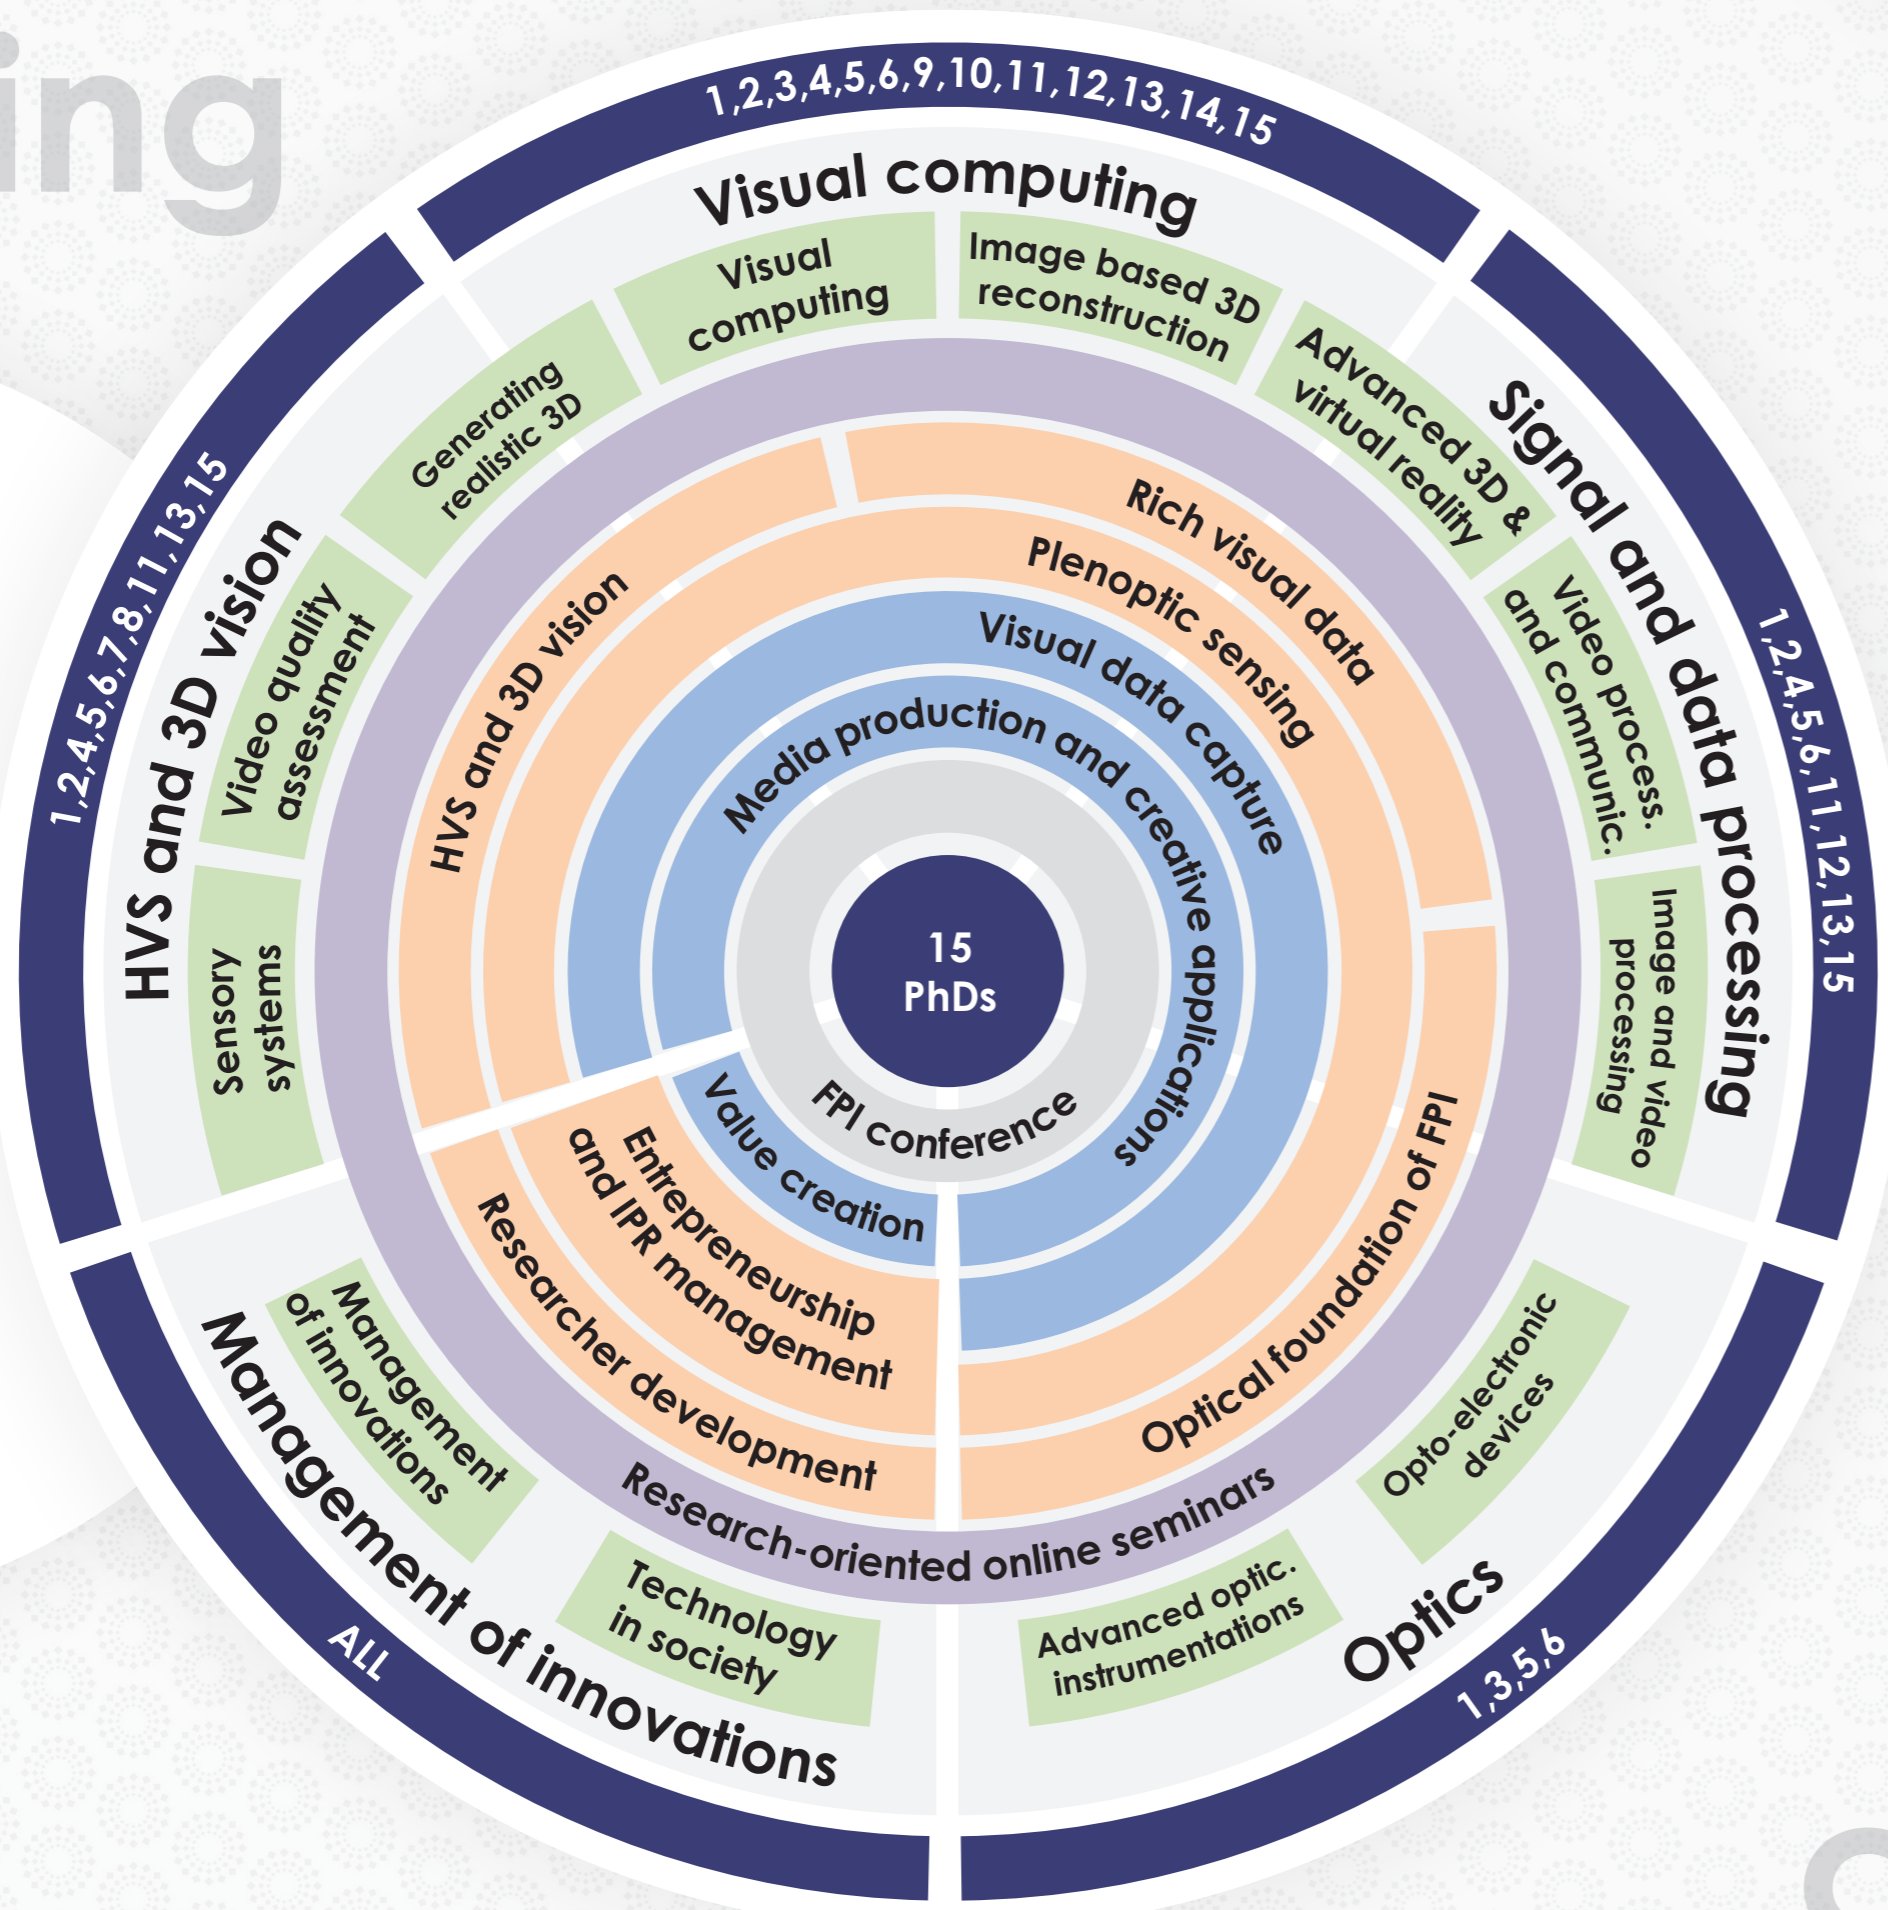 ing
1,2,3,4,5,6,9,10,11,12,13,14,15
Visual computing
Visual
computing
Image based 3D
reconstruction
Advanced 3D &
virtual reality
Generating
realistic 3D
1,2,4,5,6,11,12,13,15
Signal and data processing
Video process.
and communic.
Image and video
processing
1,2,4,5,6,7,8,11,13,15
HVS and 3D vision
Video quality
assessment
Sensory
systems
HVS and 3D vision
Rich visual data
Plenoptic sensing
Visual data capture
Media production and creative applications
15
PhDs
FPI conference
Value creation
Entrepreneurship
and IPR management
Researcher development
Optical foundation of FPI
Research-oriented online seminars
Management
of innovations
Technology
in society
Management of innovations
ALL
Opto-electronic
devices
Advanced optic.
instrumentations
Optics
1,3,5,6